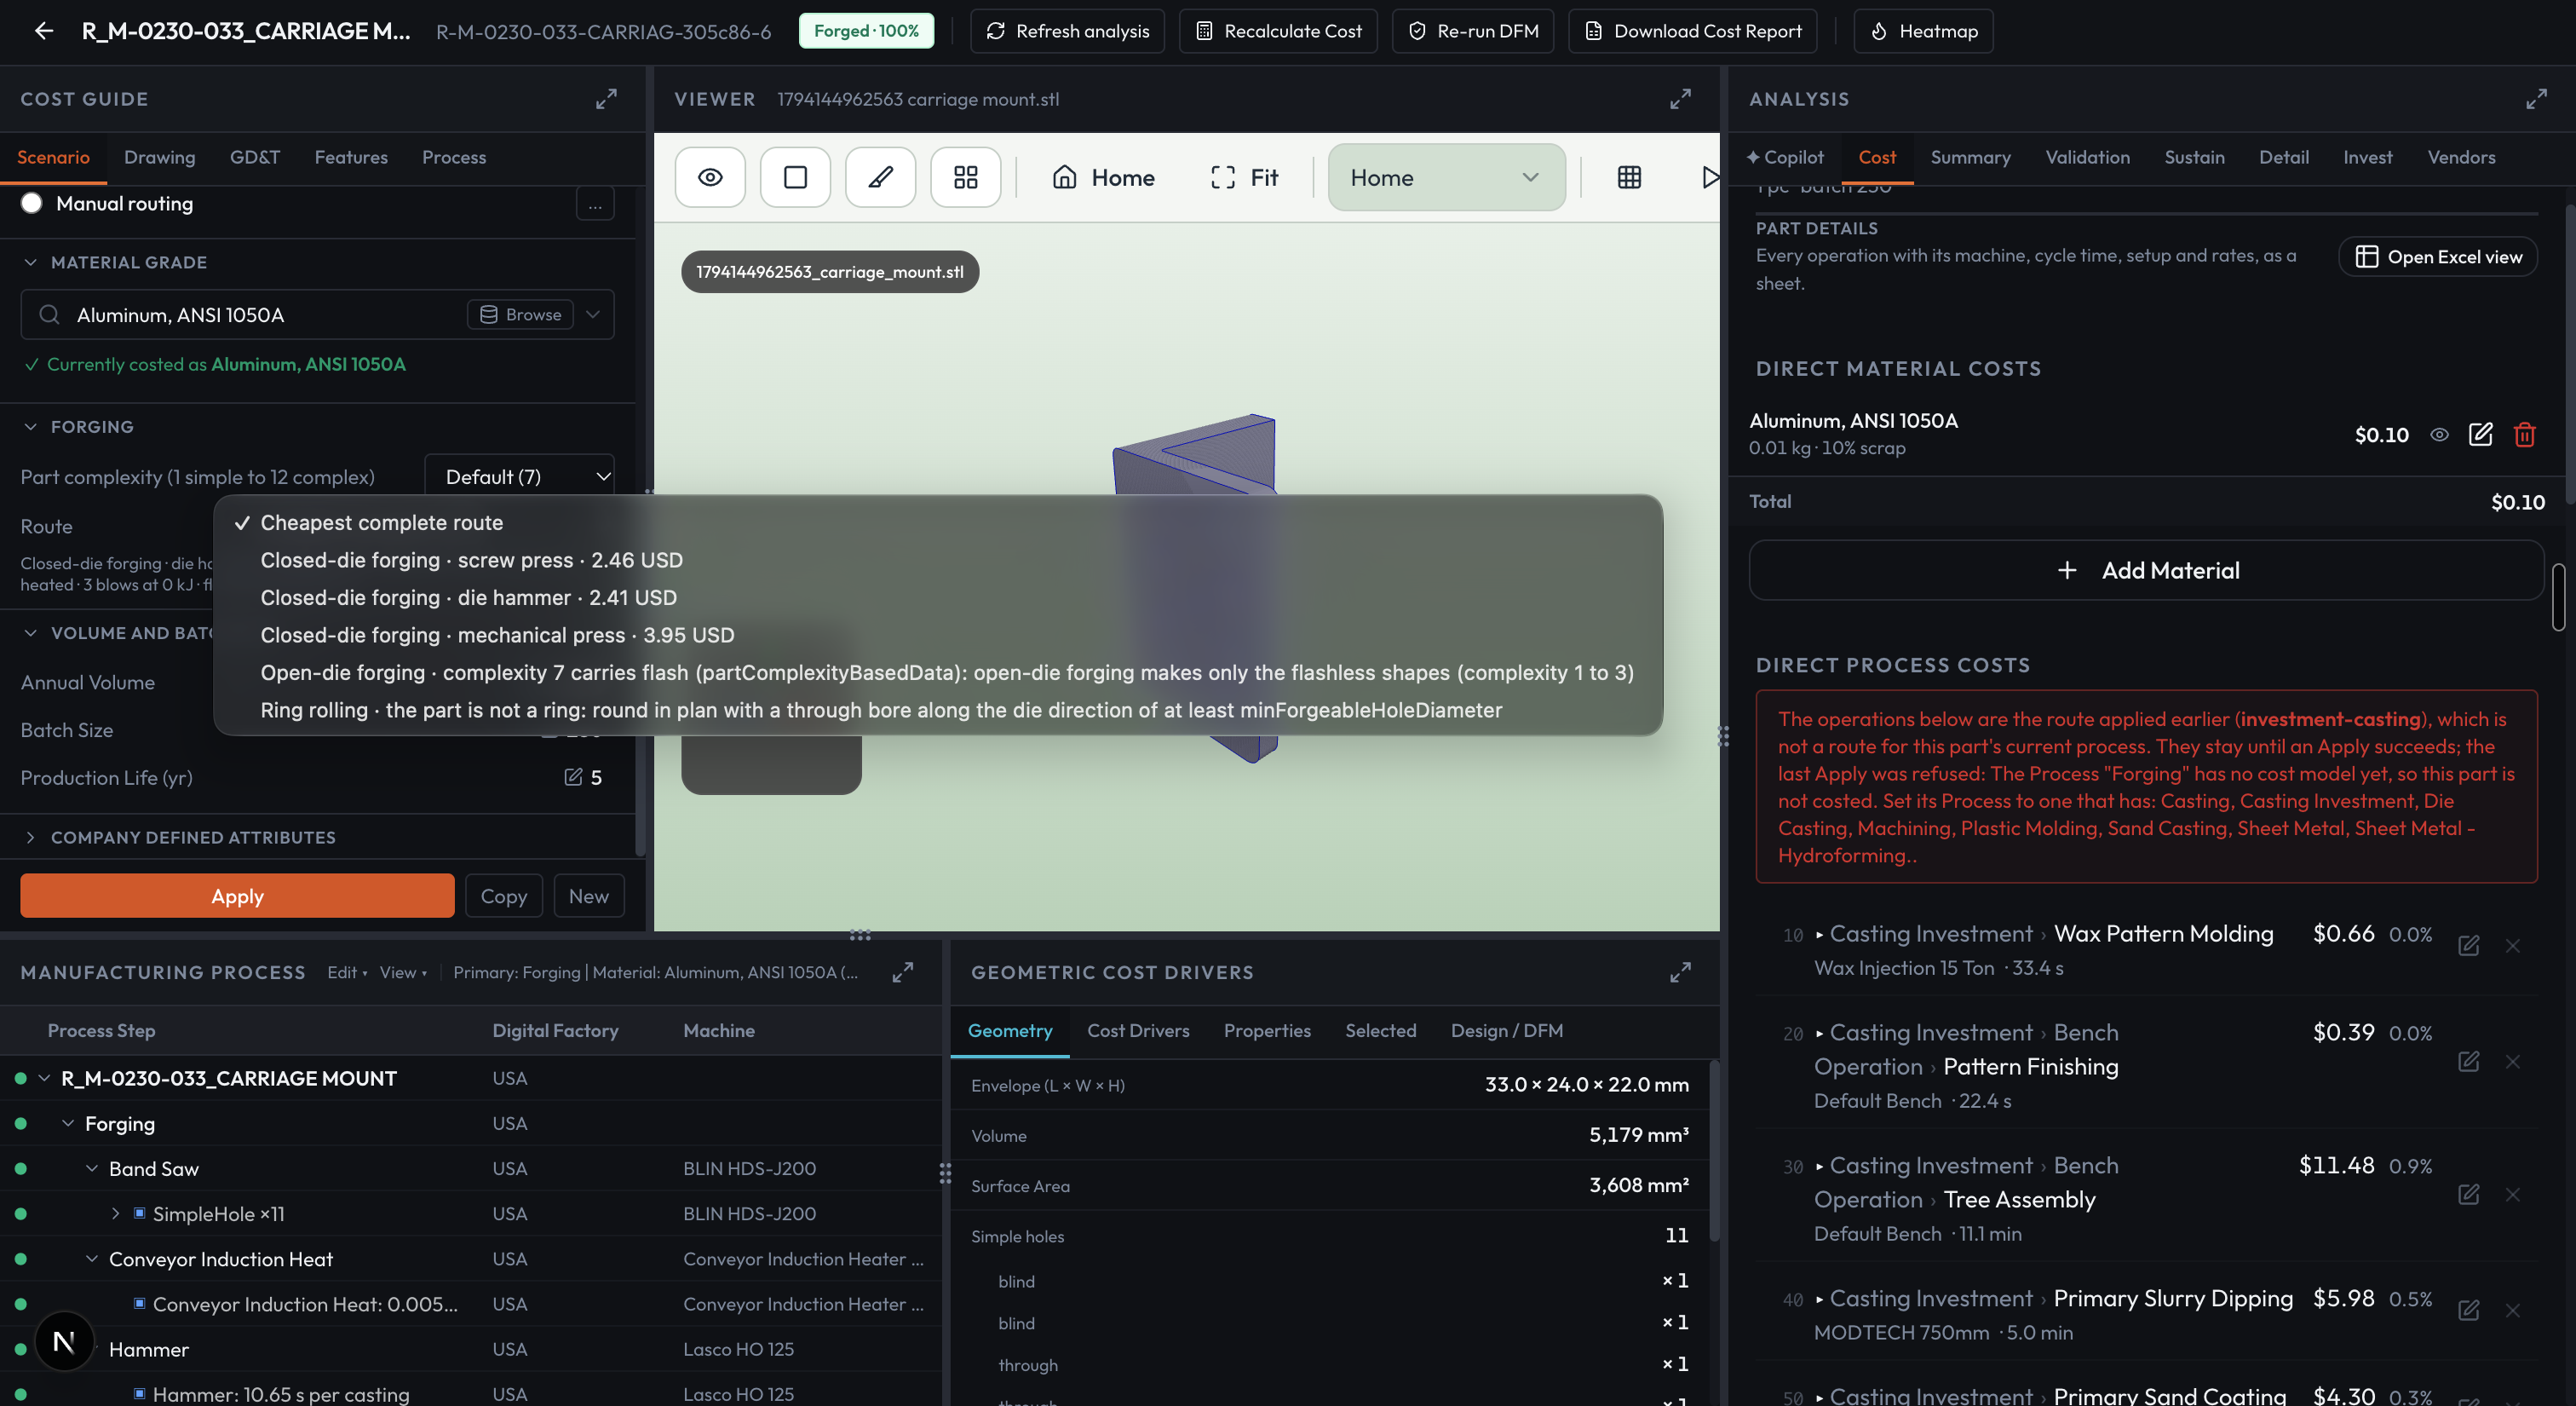 R_M-0230-033_CARRIAGE M...
R-M-0230-033-CARRIAG-305c86-6
Forged · 100%
Refresh analysis
Recalculate Cost
Re-run DFM
Download Cost Report
Heatmap
COST GUIDE
Scenario
Drawing
GD&T
Features
Process
Manual routing
...
MATERIAL GRADE
Aluminum, ANSI 1050A
Browse
Currently costed as Aluminum, ANSI 1050A
FORGING
Part complexity (1 simple to 12 complex)
Default (7)
Route
Closed-die forging · die
heated · 3 blows at 0 kJ ·
Cheapest complete route
Closed-die forging · screw press · 2.46 USD
Closed-die forging · die hammer · 2.41 USD
Closed-die forging · mechanical press · 3.95 USD
Open-die forging · complexity 7 carries flash (partComplexityBasedData): open-die forging makes only the flashless shapes (complexity 1 to 3)
Ring rolling · the part is not a ring: round in plan with a through bore along the die direction of at least minForgeableHoleDiameter
VOLUME AND
Annual Volume
Batch Size
Production Life (yr)
5
COMPANY DEFINED ATTRIBUTES
Apply
Copy
New
VIEWER
1794144962563 carriage mount.stl
Home
Fit
Home
1794144962563_carriage_mount.stl
ANALYSIS
Copilot
Cost
Summary
Validation
Sustain
Detail
Invest
Vendors
PART DETAILS
Every operation with its machine, cycle time, setup and rates, as a
sheet.
Open Excel view
DIRECT MATERIAL COSTS
Aluminum, ANSI 1050A
0.01 kg · 10% scrap
$0.10
Total
$0.10
Add Material
DIRECT PROCESS COSTS
The operations below are the route applied earlier (investment-casting), which is
not a route for this part's current process. They stay until an Apply succeeds; the
last Apply was refused: The Process "Forging" has no cost model yet, so this part is
not costed. Set its Process to one that has: Casting, Casting Investment, Die
Casting, Machining, Plastic Molding, Sand Casting, Sheet Metal, Sheet Metal -
Hydroforming..
10 Casting Investment › Wax Pattern Molding $0.66 0.0%
Wax Injection 15 Ton · 33.4 s
20 Casting Investment › Bench $0.39 0.0%
Operation › Pattern Finishing
Default Bench · 22.4 s
30 Casting Investment › Bench $11.48 0.9%
Operation › Tree Assembly
Default Bench · 11.1 min
40 Casting Investment › Primary Slurry Dipping $5.98 0.5%
MODTECH 750mm · 5.0 min
50 Casting Investment › Primary Sand Coating $4.30 0.3%
MANUFACTURING PROCESS
Edit
View
Primary: Forging | Material: Aluminum, ANSI 1050A (...
Process Step
Digital Factory
Machine
R_M-0230-033_CARRIAGE MOUNT USA
Forging USA
Band Saw USA BLIN HDS-J200
SimpleHole ×11 USA BLIN HDS-J200
Conveyor Induction Heat USA Conveyor Induction Heater ...
Conveyor Induction Heat: 0.005... USA Conveyor Induction Heater ...
N
Hammer USA Lasco HO 125
Hammer: 10.65 s per casting USA Lasco HO 125
GEOMETRIC COST DRIVERS
Geometry
Cost Drivers
Properties
Selected
Design / DFM
Envelope (L × W × H) 33.0 × 24.0 × 22.0 mm
Volume 5,179 mm³
Surface Area 3,608 mm²
Simple holes 11
blind × 1
blind × 1
through × 1